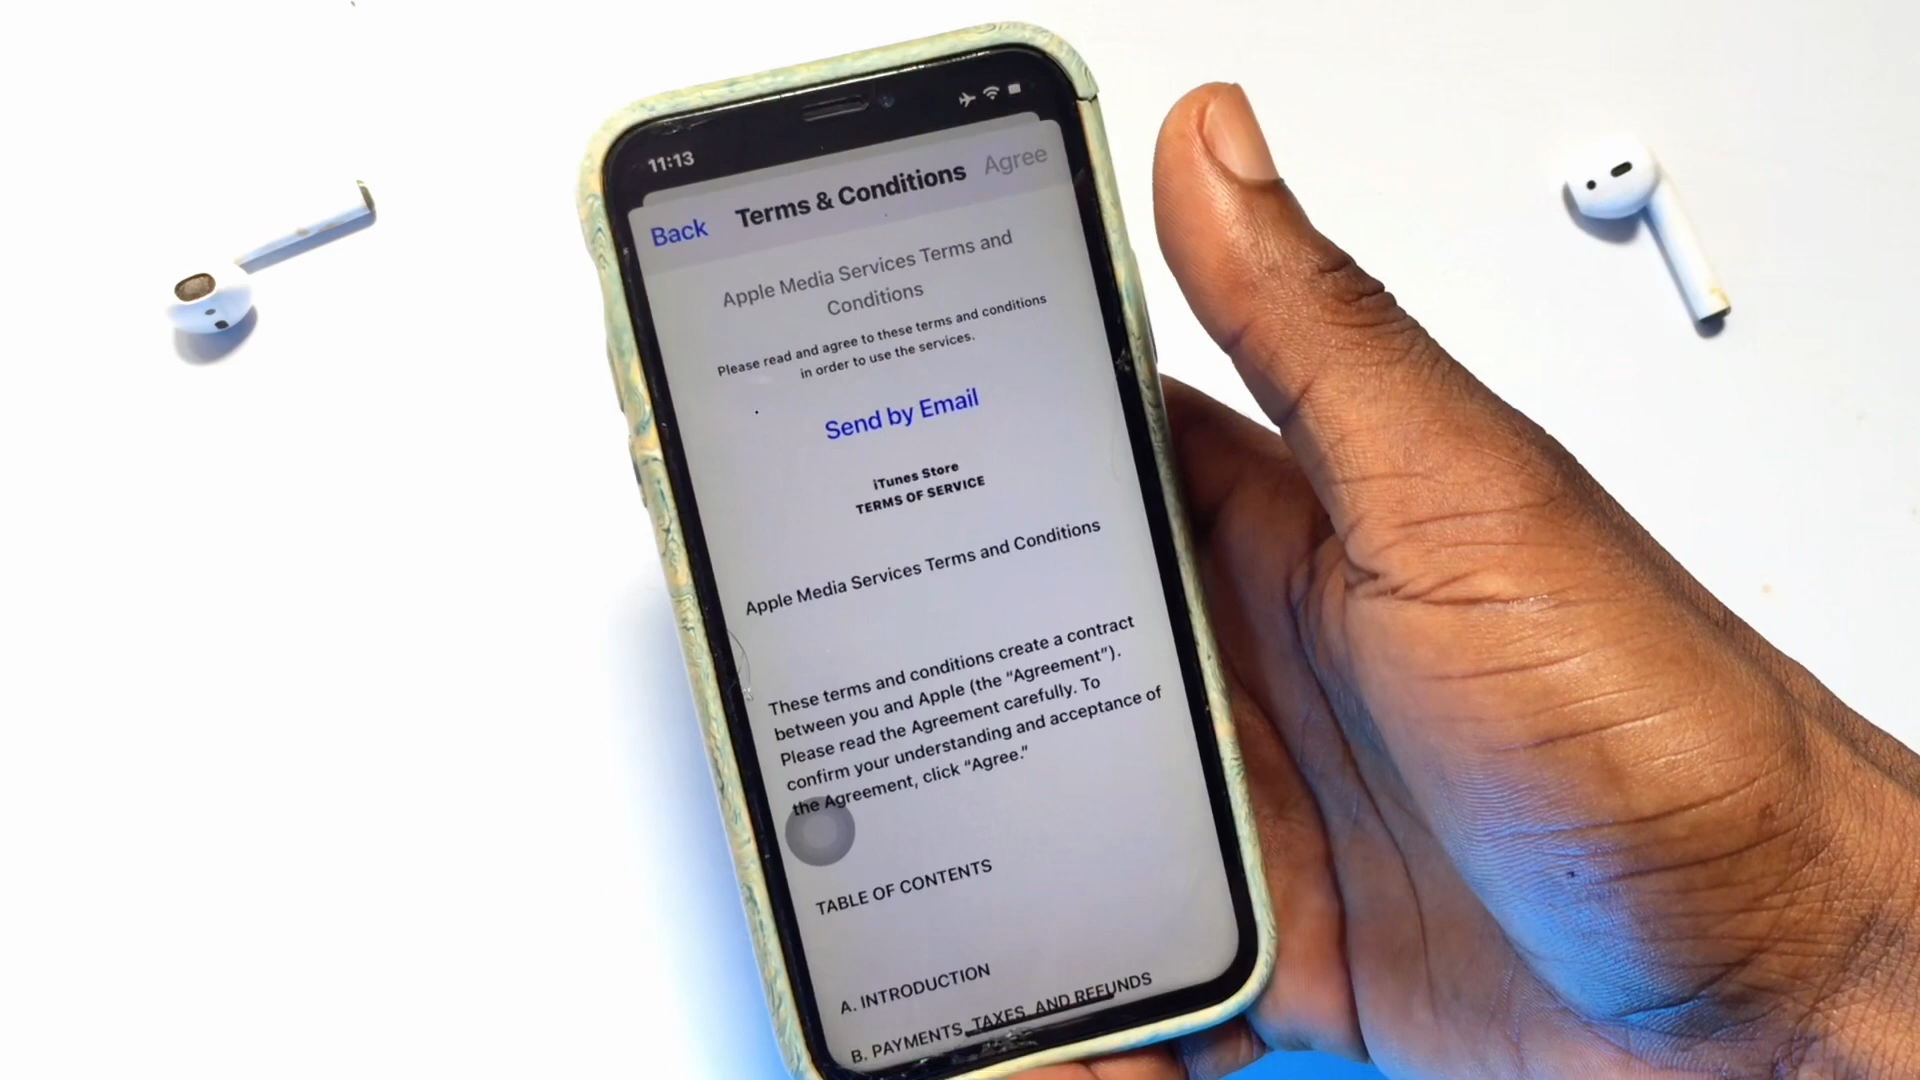 11:13
Back Terms & Conditions Agree
Apple Media Services Terms and
Conditions
Please read and agree to these terms and conditions
in order to use the services.
Send by Email
iTunes Store
TERMS OF SERVICE
Apple Media Services Terms and Conditions
These terms and conditions create a contract
between you and Apple (the “Agreement”).
Please read the Agreement carefully. To
confirm your understanding and acceptance of
the Agreement, click “Agree.”
TABLE OF CONTENTS
A. INTRODUCTION
B. PAYMENTS, TAXES, AND REFUNDS